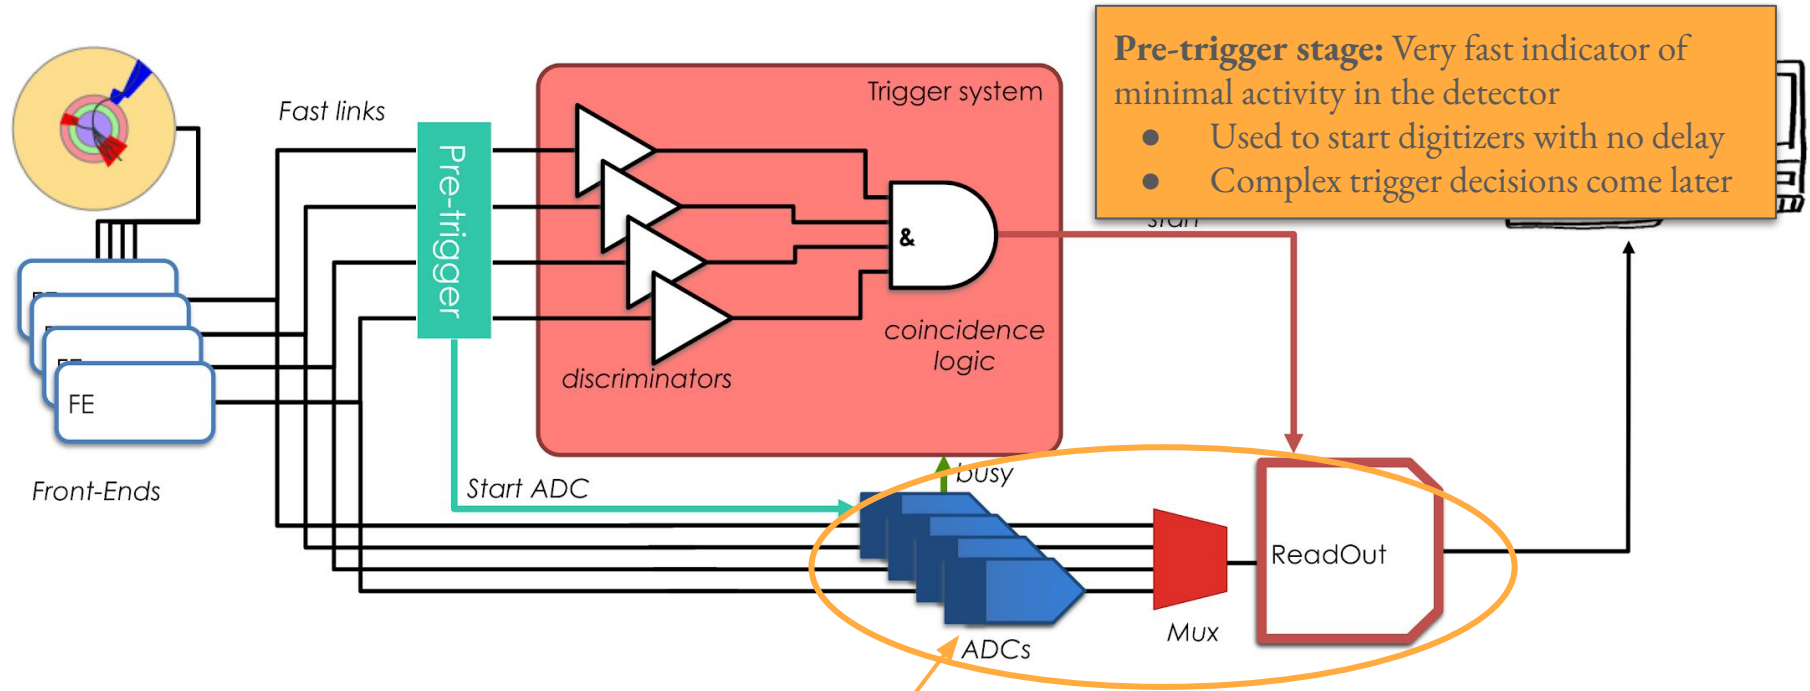 Pre-trigger stage: Very fast indicator of
minimal activity in the detector
● Used to start digitizers with no delay
● Complex trigger decisions come later
Trigger system
Fast links
Pre-trigger
&
coincidence
logic
discriminators
FE
Front-Ends
Start ADC
busy
ReadOut
Mux
ADCs